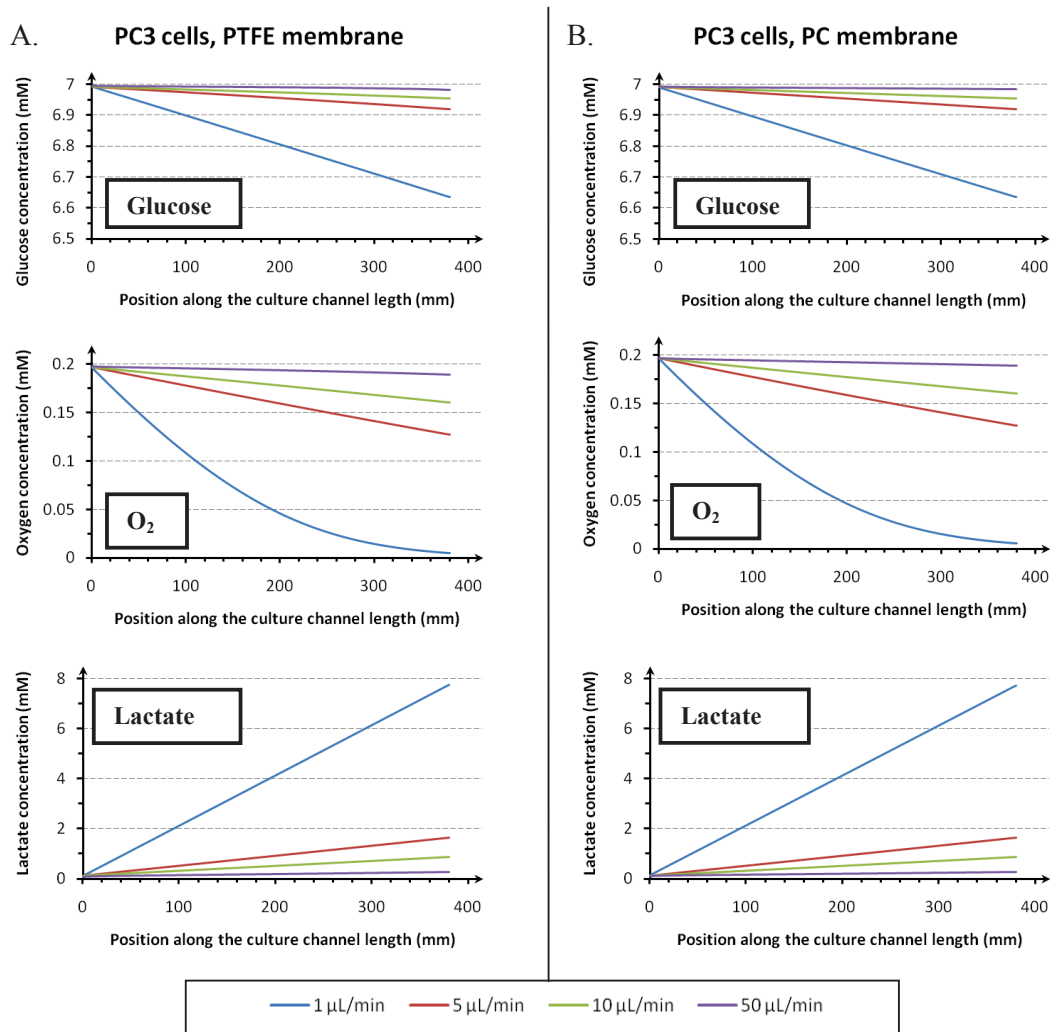 A.
PC3 cells, PTFE membrane
Glucose concentration (mM)
7
6.9
6.8
6.7
6.6
6.5
Glucose
0 100 200 300 400
Position along the culture channel legth (mm)
Oxygen concentration (mM)
0.2
0.15
0.1
0.05
0
O₂
0 100 200 300 400
Position along the culture channel length (mm)
Lactate concentration (mM)
8
6
4
2
0
Lactate
0 100 200 300 400
Position along the culture channel length (mm)
B.
PC3 cells, PC membrane
Glucose concentration (mM)
7
6.9
6.8
6.7
6.6
6.5
Glucose
0 100 200 300 400
Position along the culture channel length (mm)
Oxygen concentration (mM)
0.2
0.15
0.1
0.05
0
O₂
0 100 200 300 400
Position along the culture channel length (mm)
Lactate concentration (mM)
8
6
4
2
0
Lactate
0 100 200 300 400
Position along the culture channel length (mm)
1 µL/min 5 µL/min 10 µL/min 50 µL/min